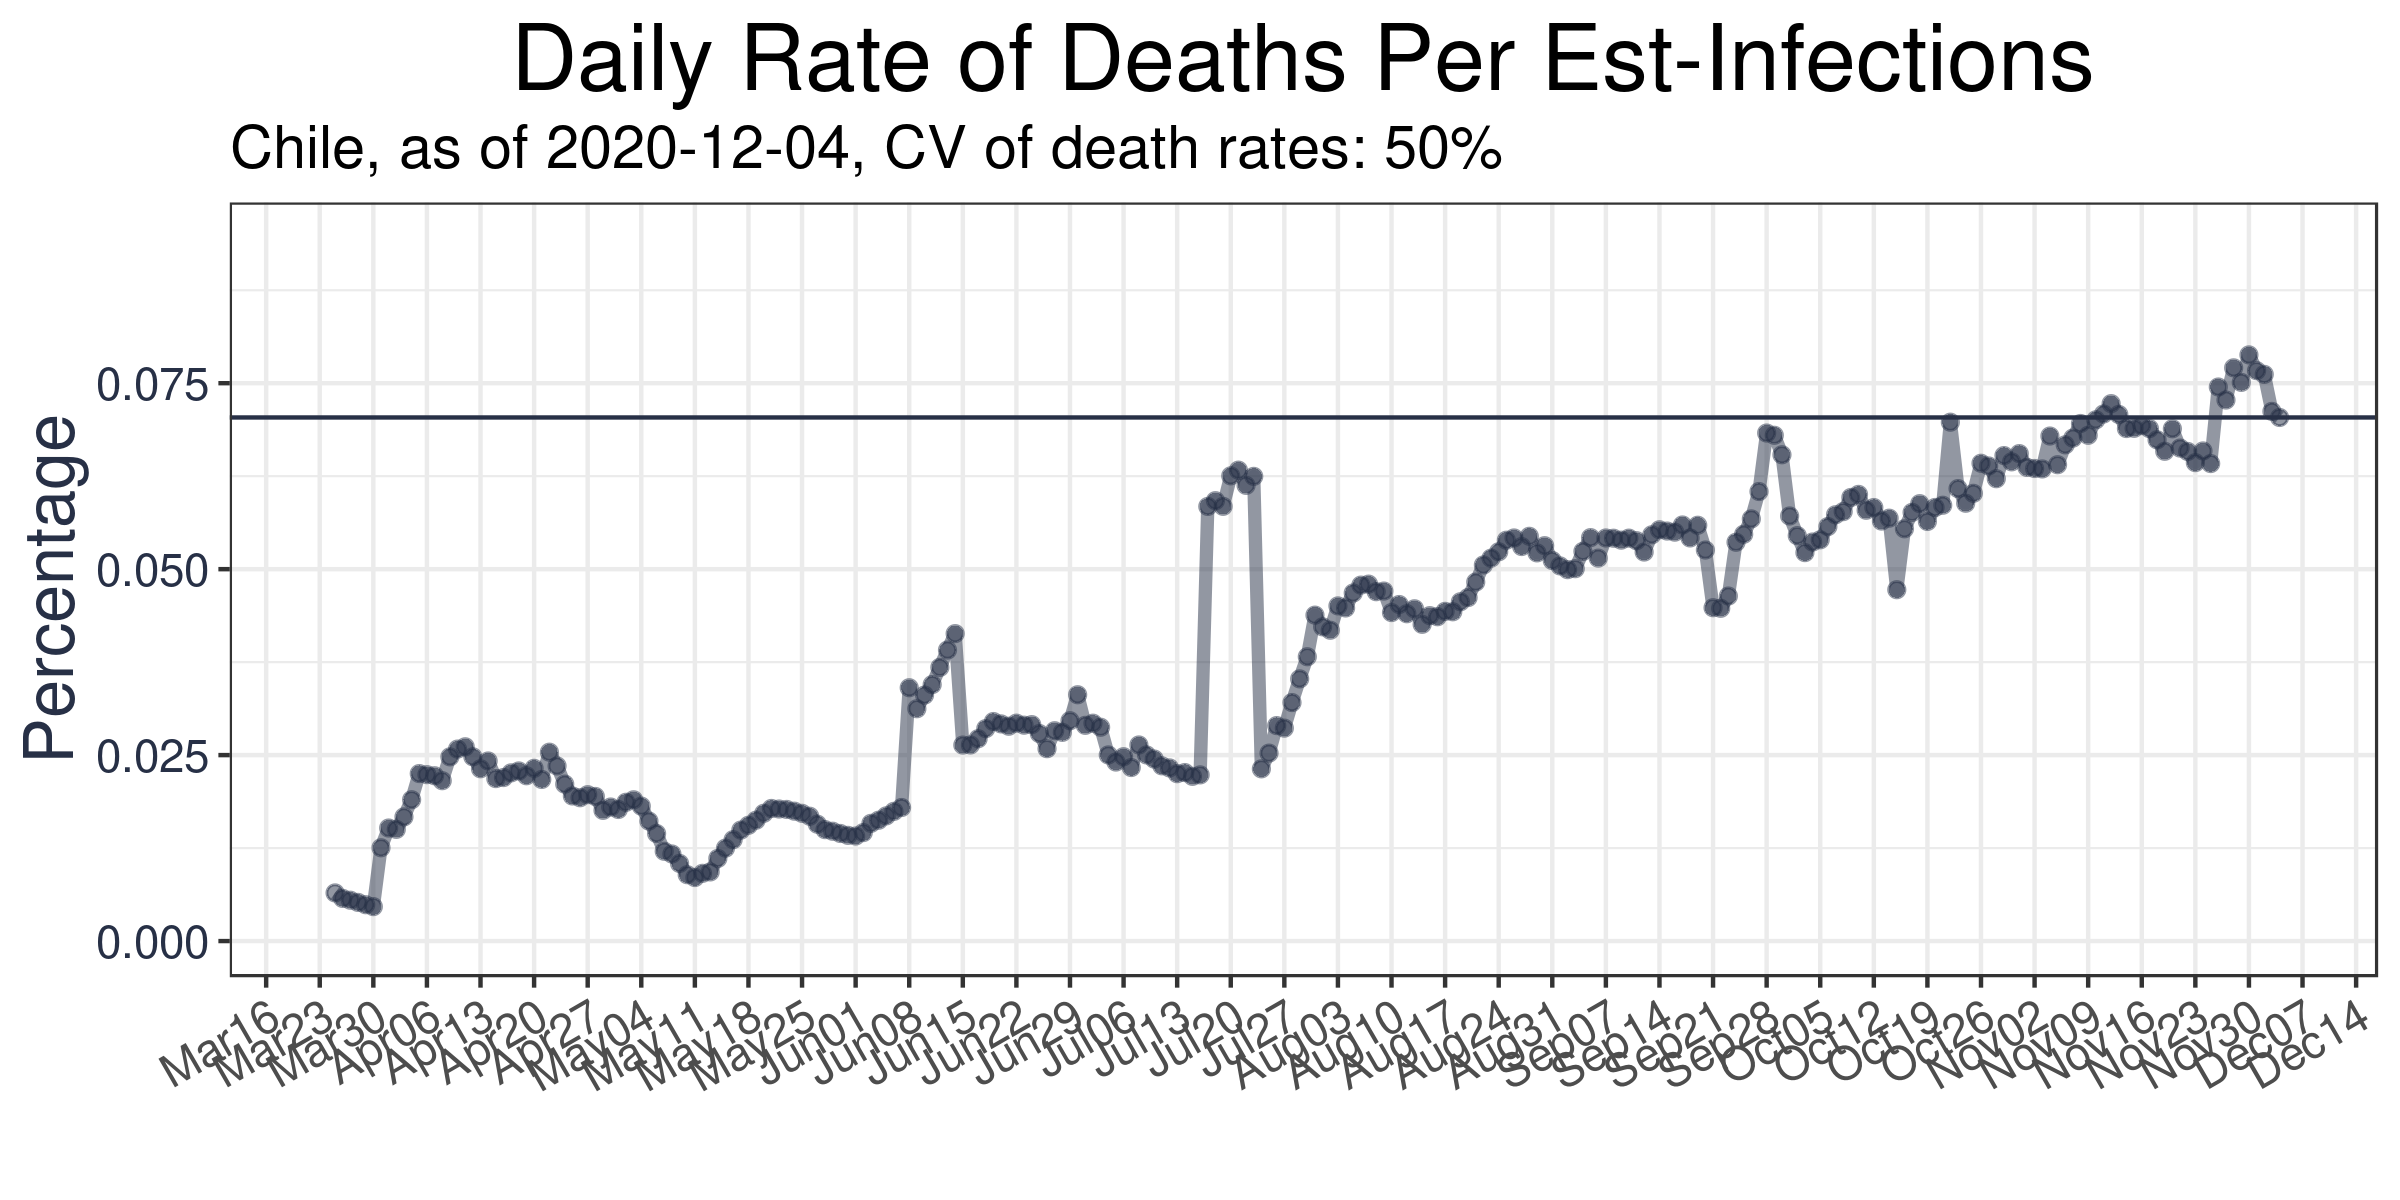 Daily Rate of Deaths Per Est-Infections
Chile, as of 2020-12-04, CV of death rates: 50%
Percentage
0.075
0.050
0.025
0.000
Mar16
Mar23
Mar30
Apr06
Apr13
Apr20
Apr27
May04
May11
May18
May25
Jun01
Jun08
Jun15
Jun22
Jun29
Jul06
Jul13
Jul20
Jul27
Aug03
Aug10
Aug17
Aug24
Aug31
Sep07
Sep14
Sep21
Sep28
Oct05
Oct12
Oct19
Oct26
Nov02
Nov09
Nov16
Nov23
Nov30
Dec07
Dec14